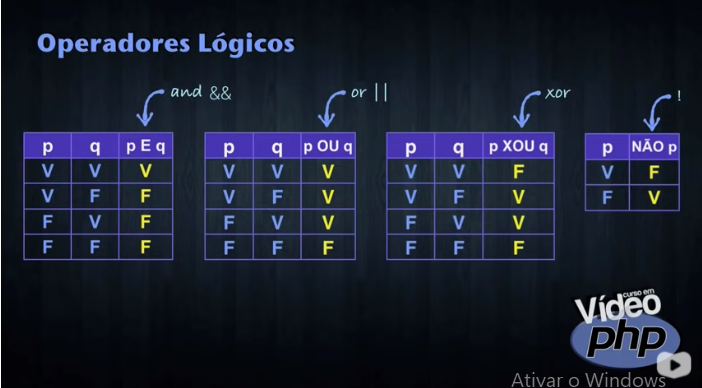 Operadores Lógicos
and &&
or ||
xor
!
p q p E q
V V V
V F F
F V F
F F F
p q p OU q
V V V
V F V
F V V
F F F
p q p XOU q
V V F
V F V
F V V
F F F
p NÃO p
V F
F V
curso em
Vídeo
php
Ativar o Windows